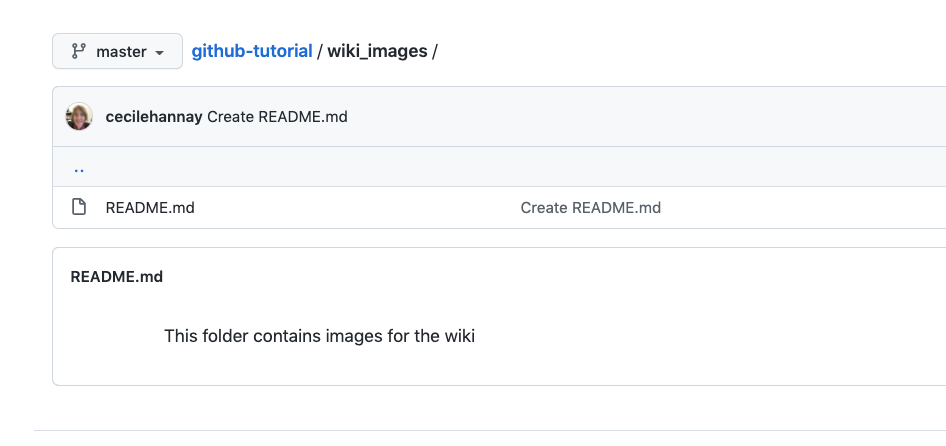 master github-tutorial / wiki_images /
cecilehannay Create README.md
..
README.md Create README.md
README.md
This folder contains images for the wiki